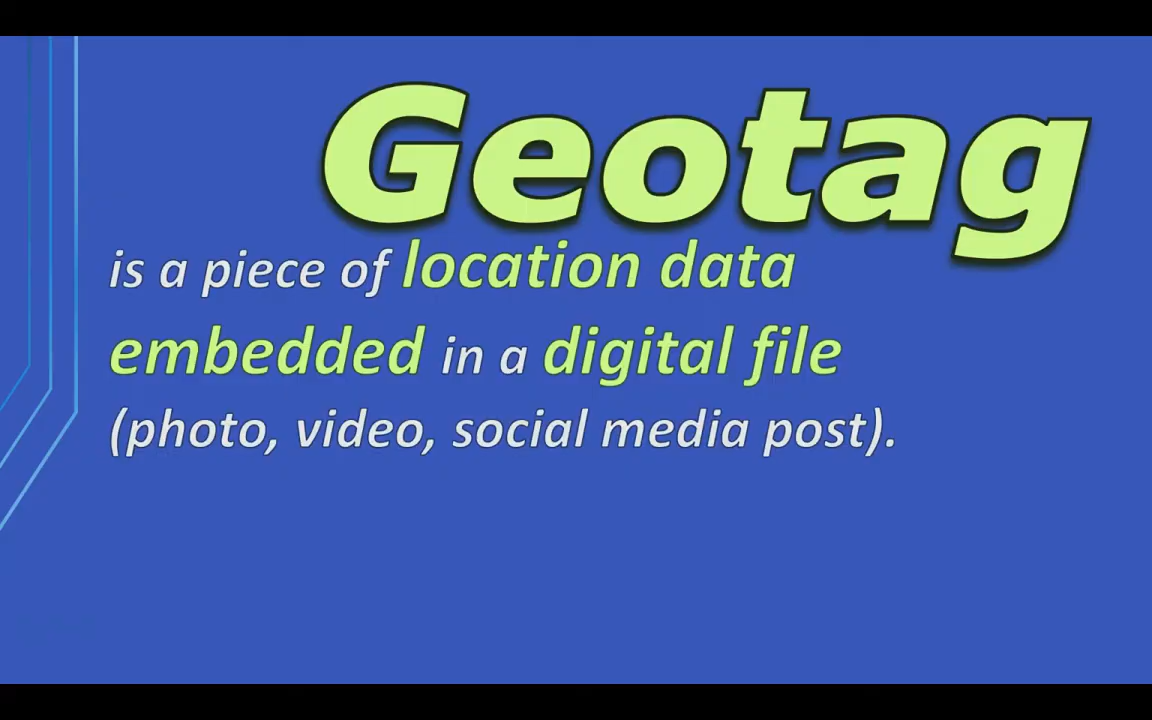 Geotag
is a piece of location data
embedded in a digital file
(photo, video, social media post).